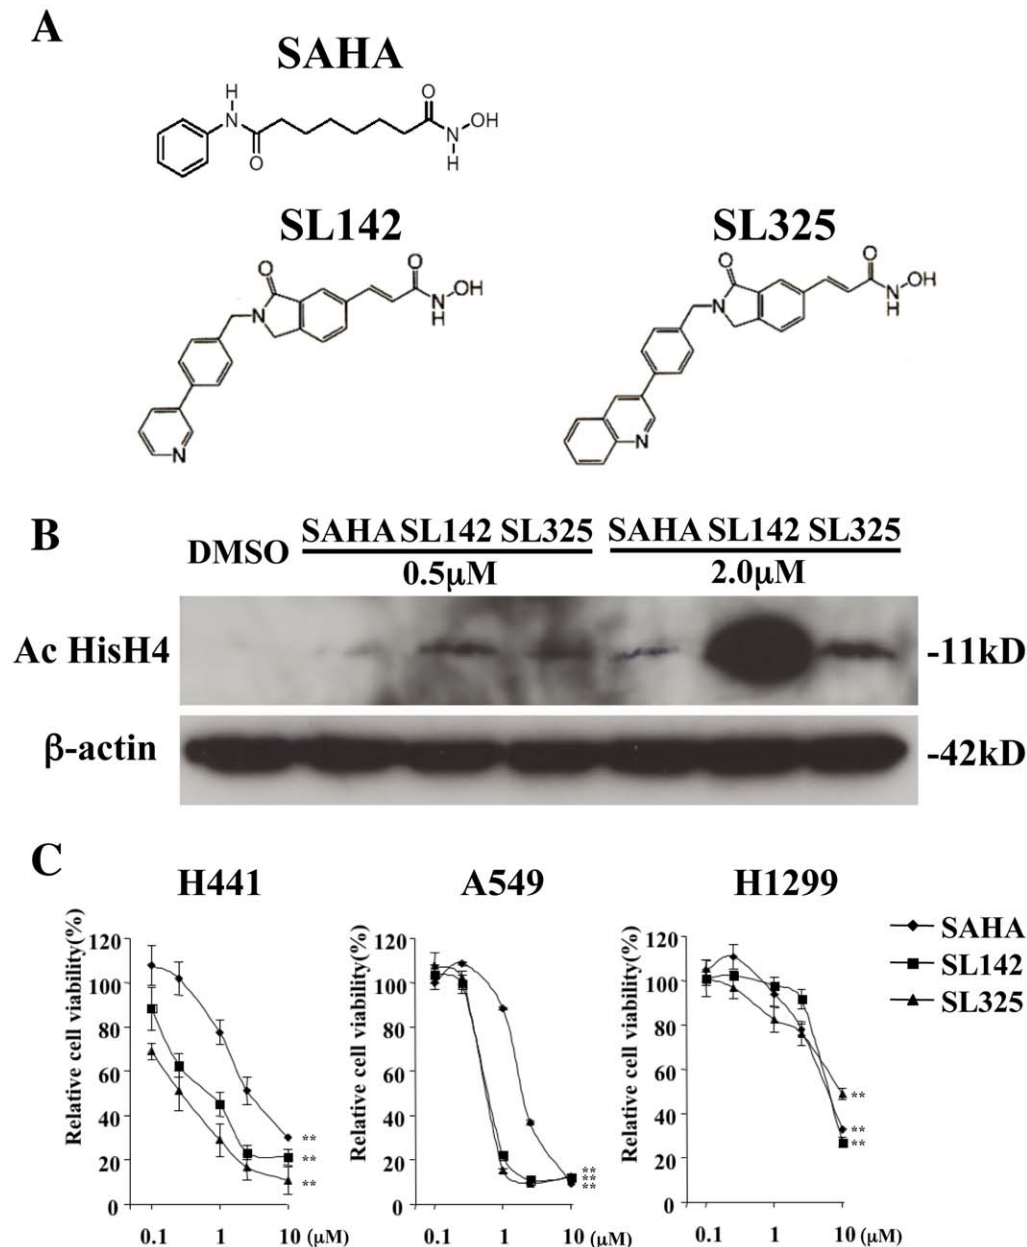 A
SAHA
H
N
O
O
N
OH
H
SL142
SL325
O
N
O
N
OH
H
N
O
N
O
N
OH
H
N
B
DMSO
SAHA SL142 SL325
SAHA SL142 SL325
0.5μM
2.0μM
Ac HisH4
-11kD
β-actin
-42kD
C
H441
A549
H1299
Relative cell viability(%)
120
100
80
60
40
20
0
0.1 1 10 (μM)
**
**
**
Relative cell viability(%)
120
100
80
60
40
20
0
0.1 1 10 (μM)
**
**
**
Relative cell viability(%)
120
100
80
60
40
20
0
0.1 1 10 (μM)
**
**
**
SAHA
SL142
SL325